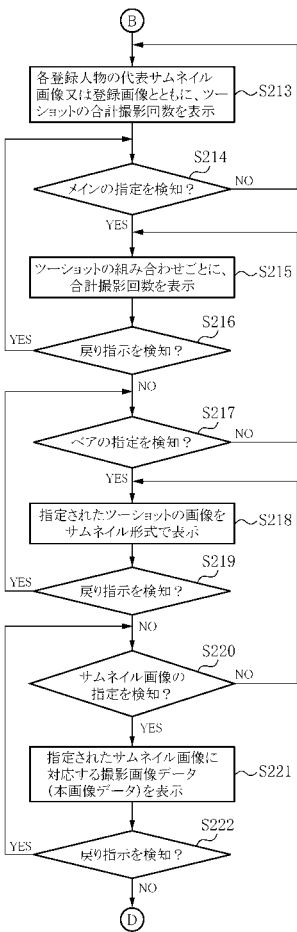 B
各登録人物の代表サムネイル
画像又は登録画像とともに、ツー
ショットの合計撮影回数を表示
S213
S214
メインの指定を検知？
NO
YES
ツーショットの組み合わせごとに、
合計撮影回数を表示
S215
S216
YES
戻り指示を検知？
NO
S217
ペアの指定を検知？
NO
YES
指定されたツーショットの画像を
サムネイル形式で表示
S218
S219
戻り指示を検知？
YES
NO
S220
サムネイル画像の
指定を検知？
NO
YES
指定されたサムネイル画像に
対応する撮影画像データ
(本画像データ)を表示
S221
S222
YES
戻り指示を検知？
NO
D